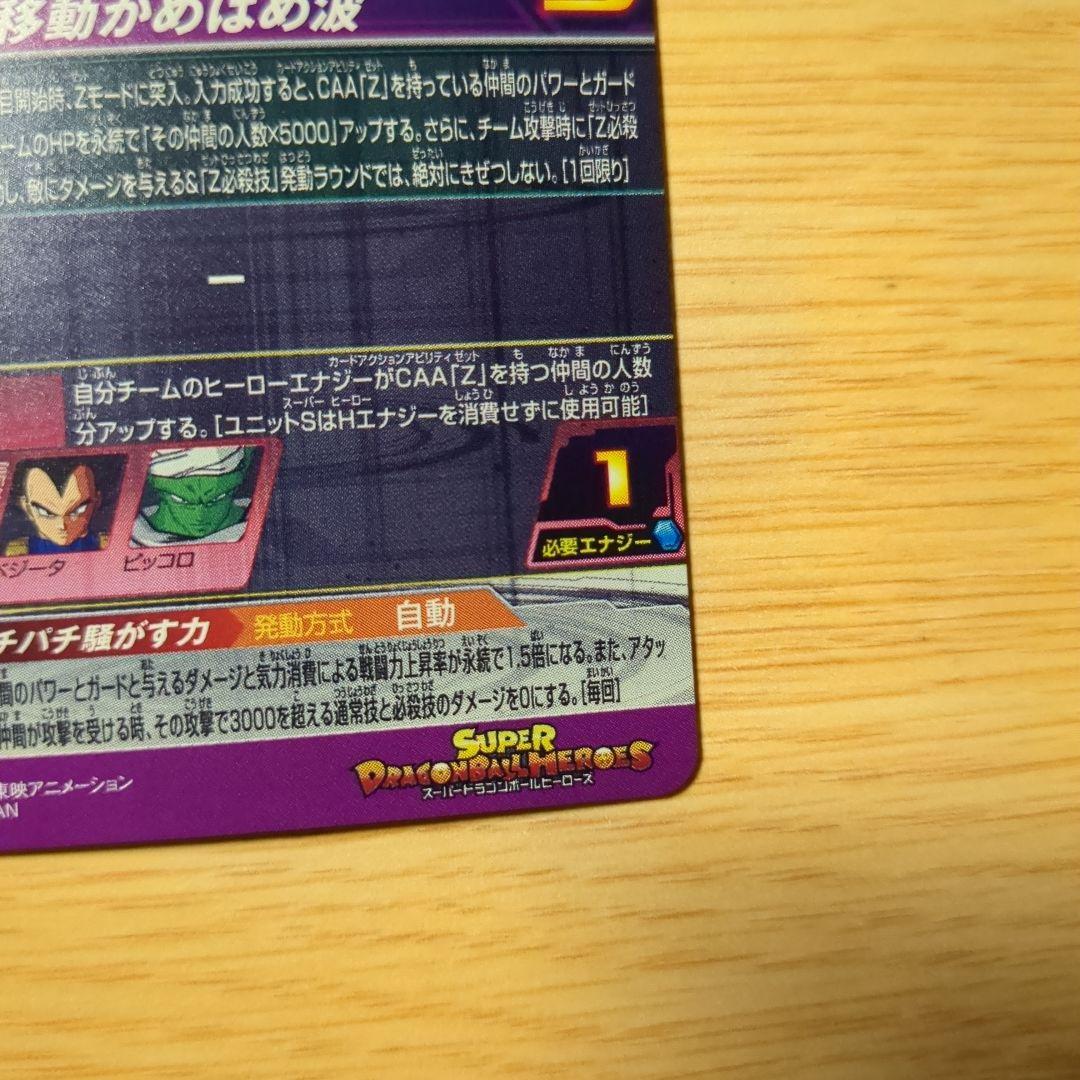 移動かめはめ波
目開始時、Zモードに突入。入力成功すると、CAA「Z」を持っている仲間のパワーとガード
ームのHPを永続で「その仲間の人数×5000」アップする。さらに、チーム攻撃時に「Z必殺
し、敵にダメージを与える&「Z必殺技」発動ラウンドでは、絶対にきぜつしない。[1回限り]
ー
自分チームのヒーローエナジーがCAA「Z」を持つ仲間の人数
分アップする。[ユニットSはHエナジーを消費せずに使用可能]
1
必要エナジー
ベジータ ピッコロ
チパチ騒がす力 発動方式 自動
間のパワーとガードと与えるダメージと気力消費による戦闘力上昇率が永続で1.5倍になる。また、アタッ
仲間が攻撃を受ける時、その攻撃で3000を超える通常技と必殺技のダメージを0にする。[毎回]
SUPER
DRAGONBALL HEROES
スーパードラゴンボールヒーローズ
東映アニメーション
AN